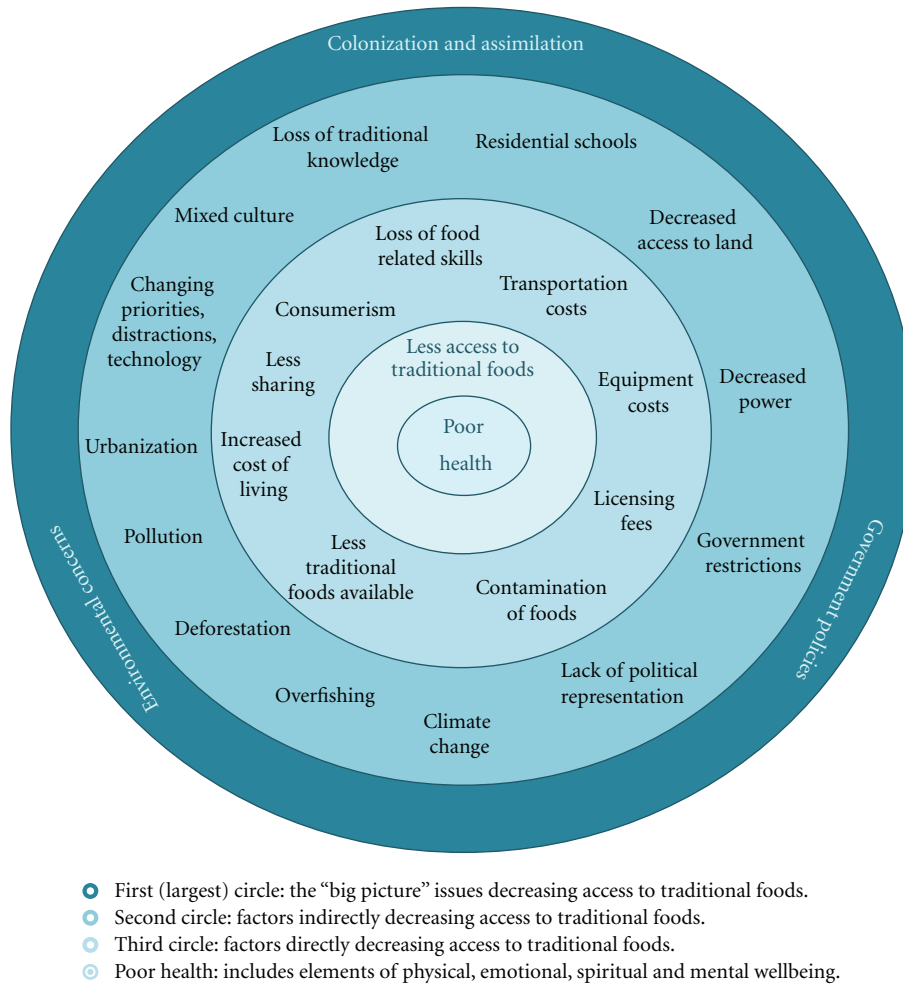 Colonization and assimilation
Loss of traditional
knowledge
Residential schools
Mixed culture
Decreased
access to land
Loss of food
related skills
Changing
priorities,
distractions,
technology
Transportation
costs
Consumerism
Less access to
traditional foods
Less
sharing
Equipment
costs
Decreased
power
Poor
health
Urbanization
Increased
cost of
living
Licensing
fees
Pollution
Less
traditional
foods available
Government
restrictions
Contamination
of foods
Environmental concerns
Government policies
Deforestation
Overfishing
Lack of political
representation
Climate
change
First (largest) circle: the “big picture” issues decreasing access to traditional foods.
Second circle: factors indirectly decreasing access to traditional foods.
Third circle: factors directly decreasing access to traditional foods.
Poor health: includes elements of physical, emotional, spiritual and mental wellbeing.